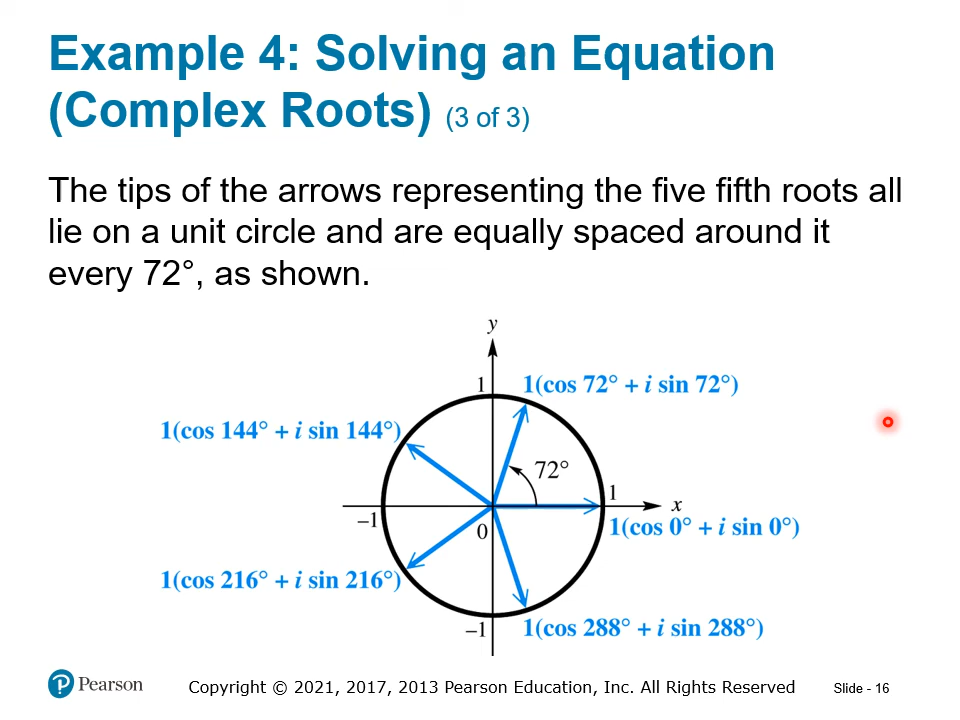 Example 4: Solving an Equation
(Complex Roots) (3 of 3)
The tips of the arrows representing the five fifth roots all
lie on a unit circle and are equally spaced around it
every 72°, as shown.
y
1
1(cos 72° + i sin 72°)
1(cos 144° + i sin 144°)
72°
1
x
–1
0
1(cos 0° + i sin 0°)
1(cos 216° + i sin 216°)
–1
1(cos 288° + i sin 288°)
P Pearson
Copyright © 2021, 2017, 2013 Pearson Education, Inc. All Rights Reserved
Slide - 16